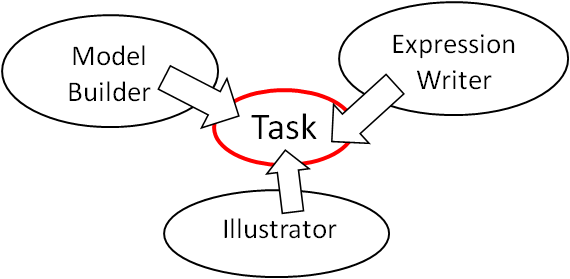 Model
Builder
Expression
Writer
Task
Illustrator